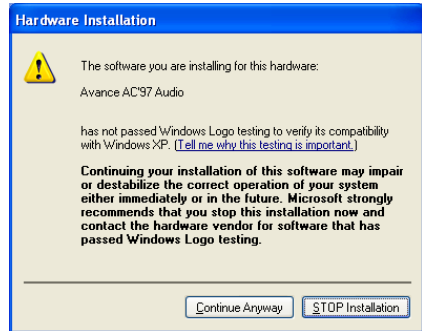 Hardware Installation
The software you are installing for this hardware:
Avance AC'97 Audio
has not passed Windows Logo testing to verify its compatibility
with Windows XP. (Tell me why this testing is important.)
Continuing your installation of this software may impair
or destabilize the correct operation of your system
either immediately or in the future. Microsoft strongly
recommends that you stop this installation now and
contact the hardware vendor for software that has
passed Windows Logo testing.
Continue Anyway
STOP Installation